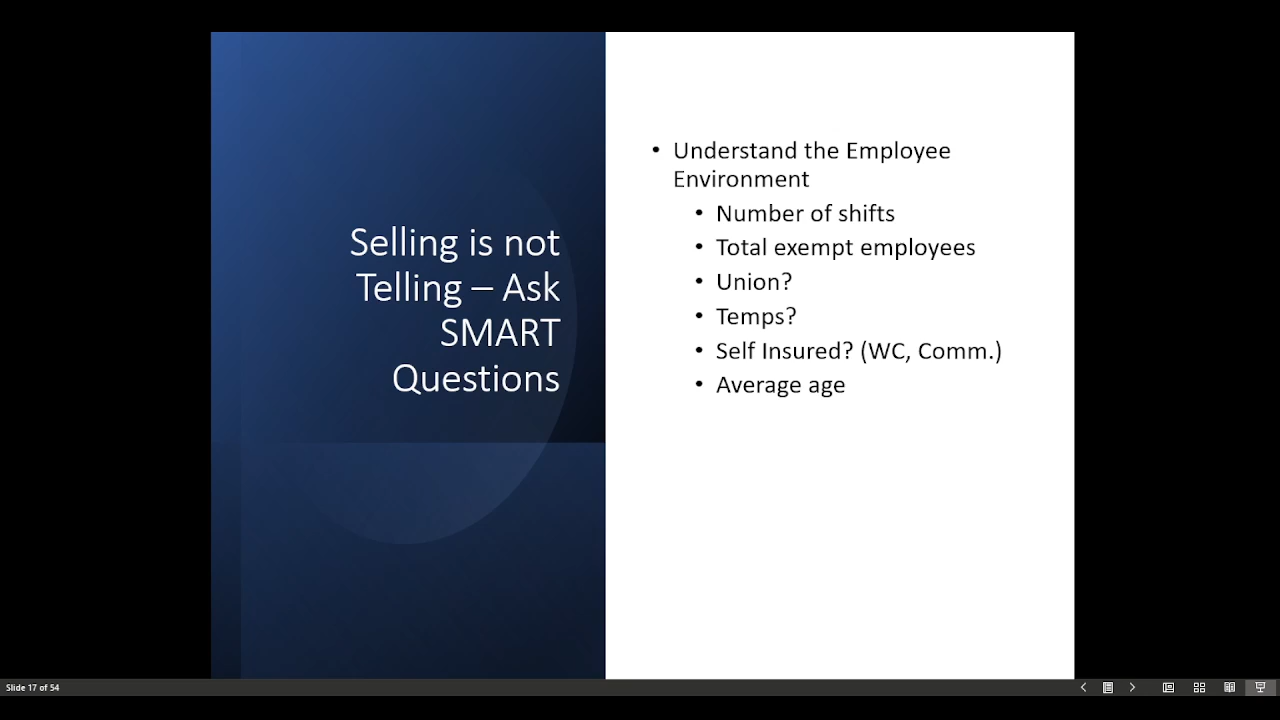 Selling is not
Telling – Ask
SMART
Questions
• Understand the Employee
Environment
• Number of shifts
• Total exempt employees
• Union?
• Temps?
• Self Insured? (WC, Comm.)
• Average age
Slide 17 of 54